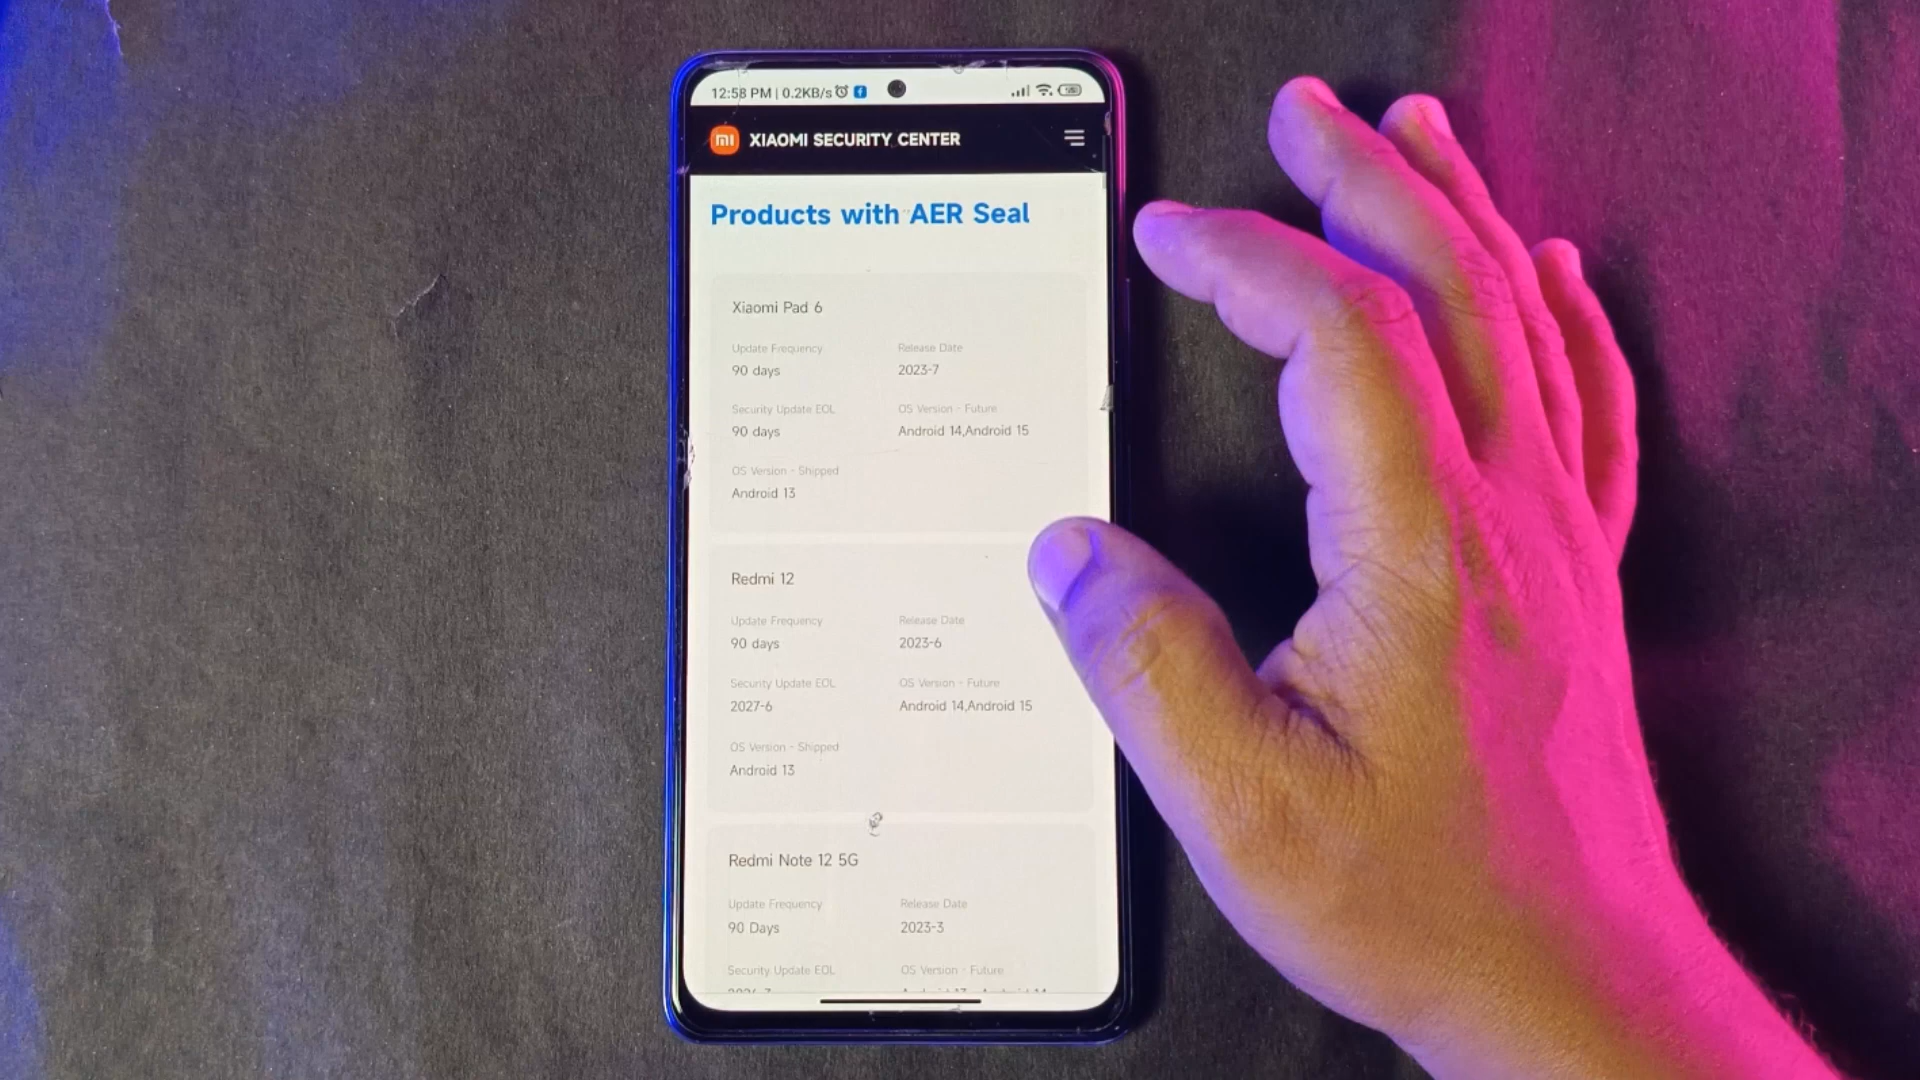 12:58 PM | 0.2KB/s
mi XIAOMI SECURITY CENTER
Products with AER Seal
Xiaomi Pad 6
Update Frequency Release Date
90 days 2023-7
Security Update EOL OS Version - Future
90 days Android 14,Android 15
OS Version - Shipped
Android 13
Redmi 12
Update Frequency Release Date
90 days 2023-6
Security Update EOL OS Version - Future
2027-6 Android 14,Android 15
OS Version - Shipped
Android 13
Redmi Note 12 5G
Update Frequency Release Date
90 Days 2023-3
Security Update EOL OS Version - Future